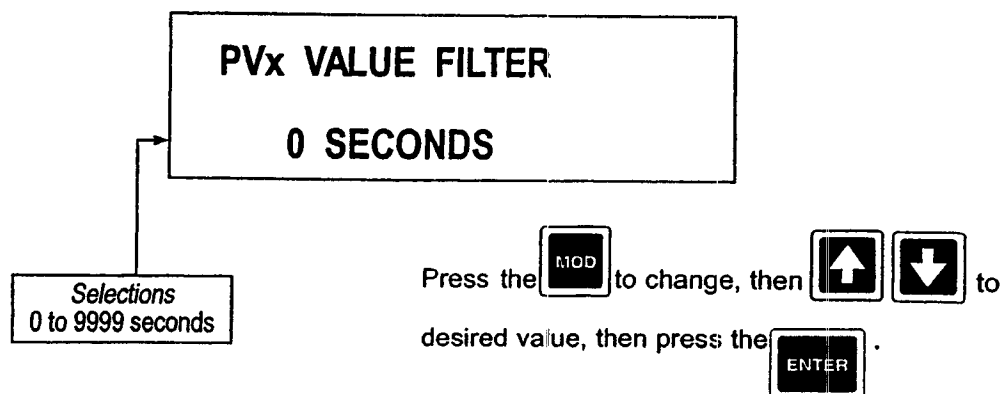 PVx VALUE FILTER
0 SECONDS
Selections
0 to 9999 seconds
Press the MOD to change, then to
desired value, then press the ENTER .